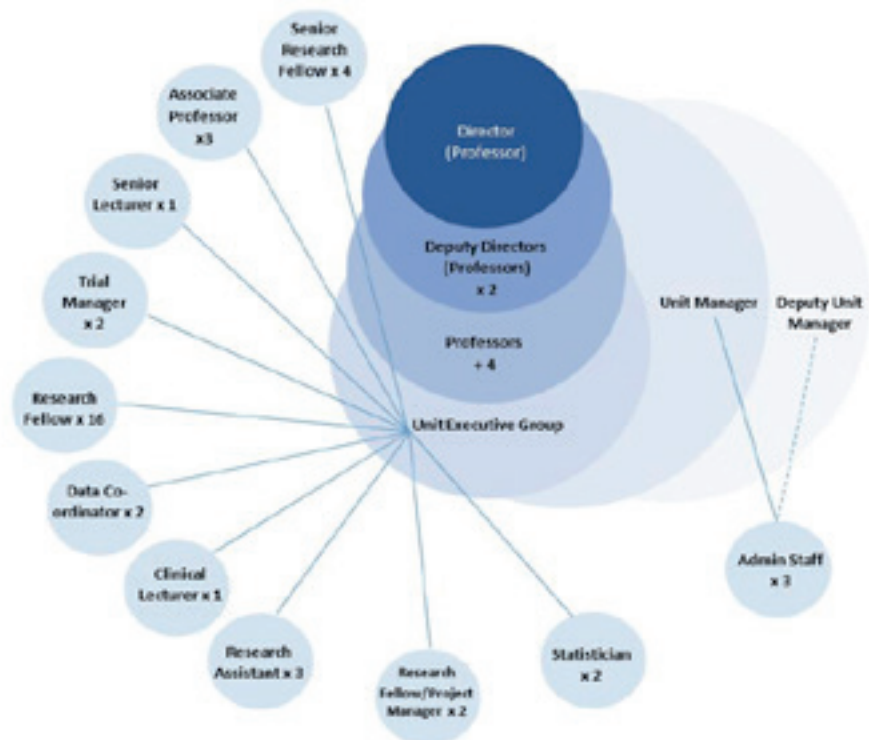 Senior
Research
Fellow x 4
Associate
Professor
x3
Senior
Lecturer x 1
Trial
Manager
x 2
Research
Fellow x 16
Data Co-
ordinator x 2
Clinical
Lecturer x 1
Research
Assistant x 3
Research
Fellow/Project
Manager x 2
Statistician
x 2
Director
(Professor)
Deputy Directors
(Professors)
x 2
Professors
+ 4
Unit Executive Group
Unit Manager
Deputy Unit
Manager
Admin Staff
x 3